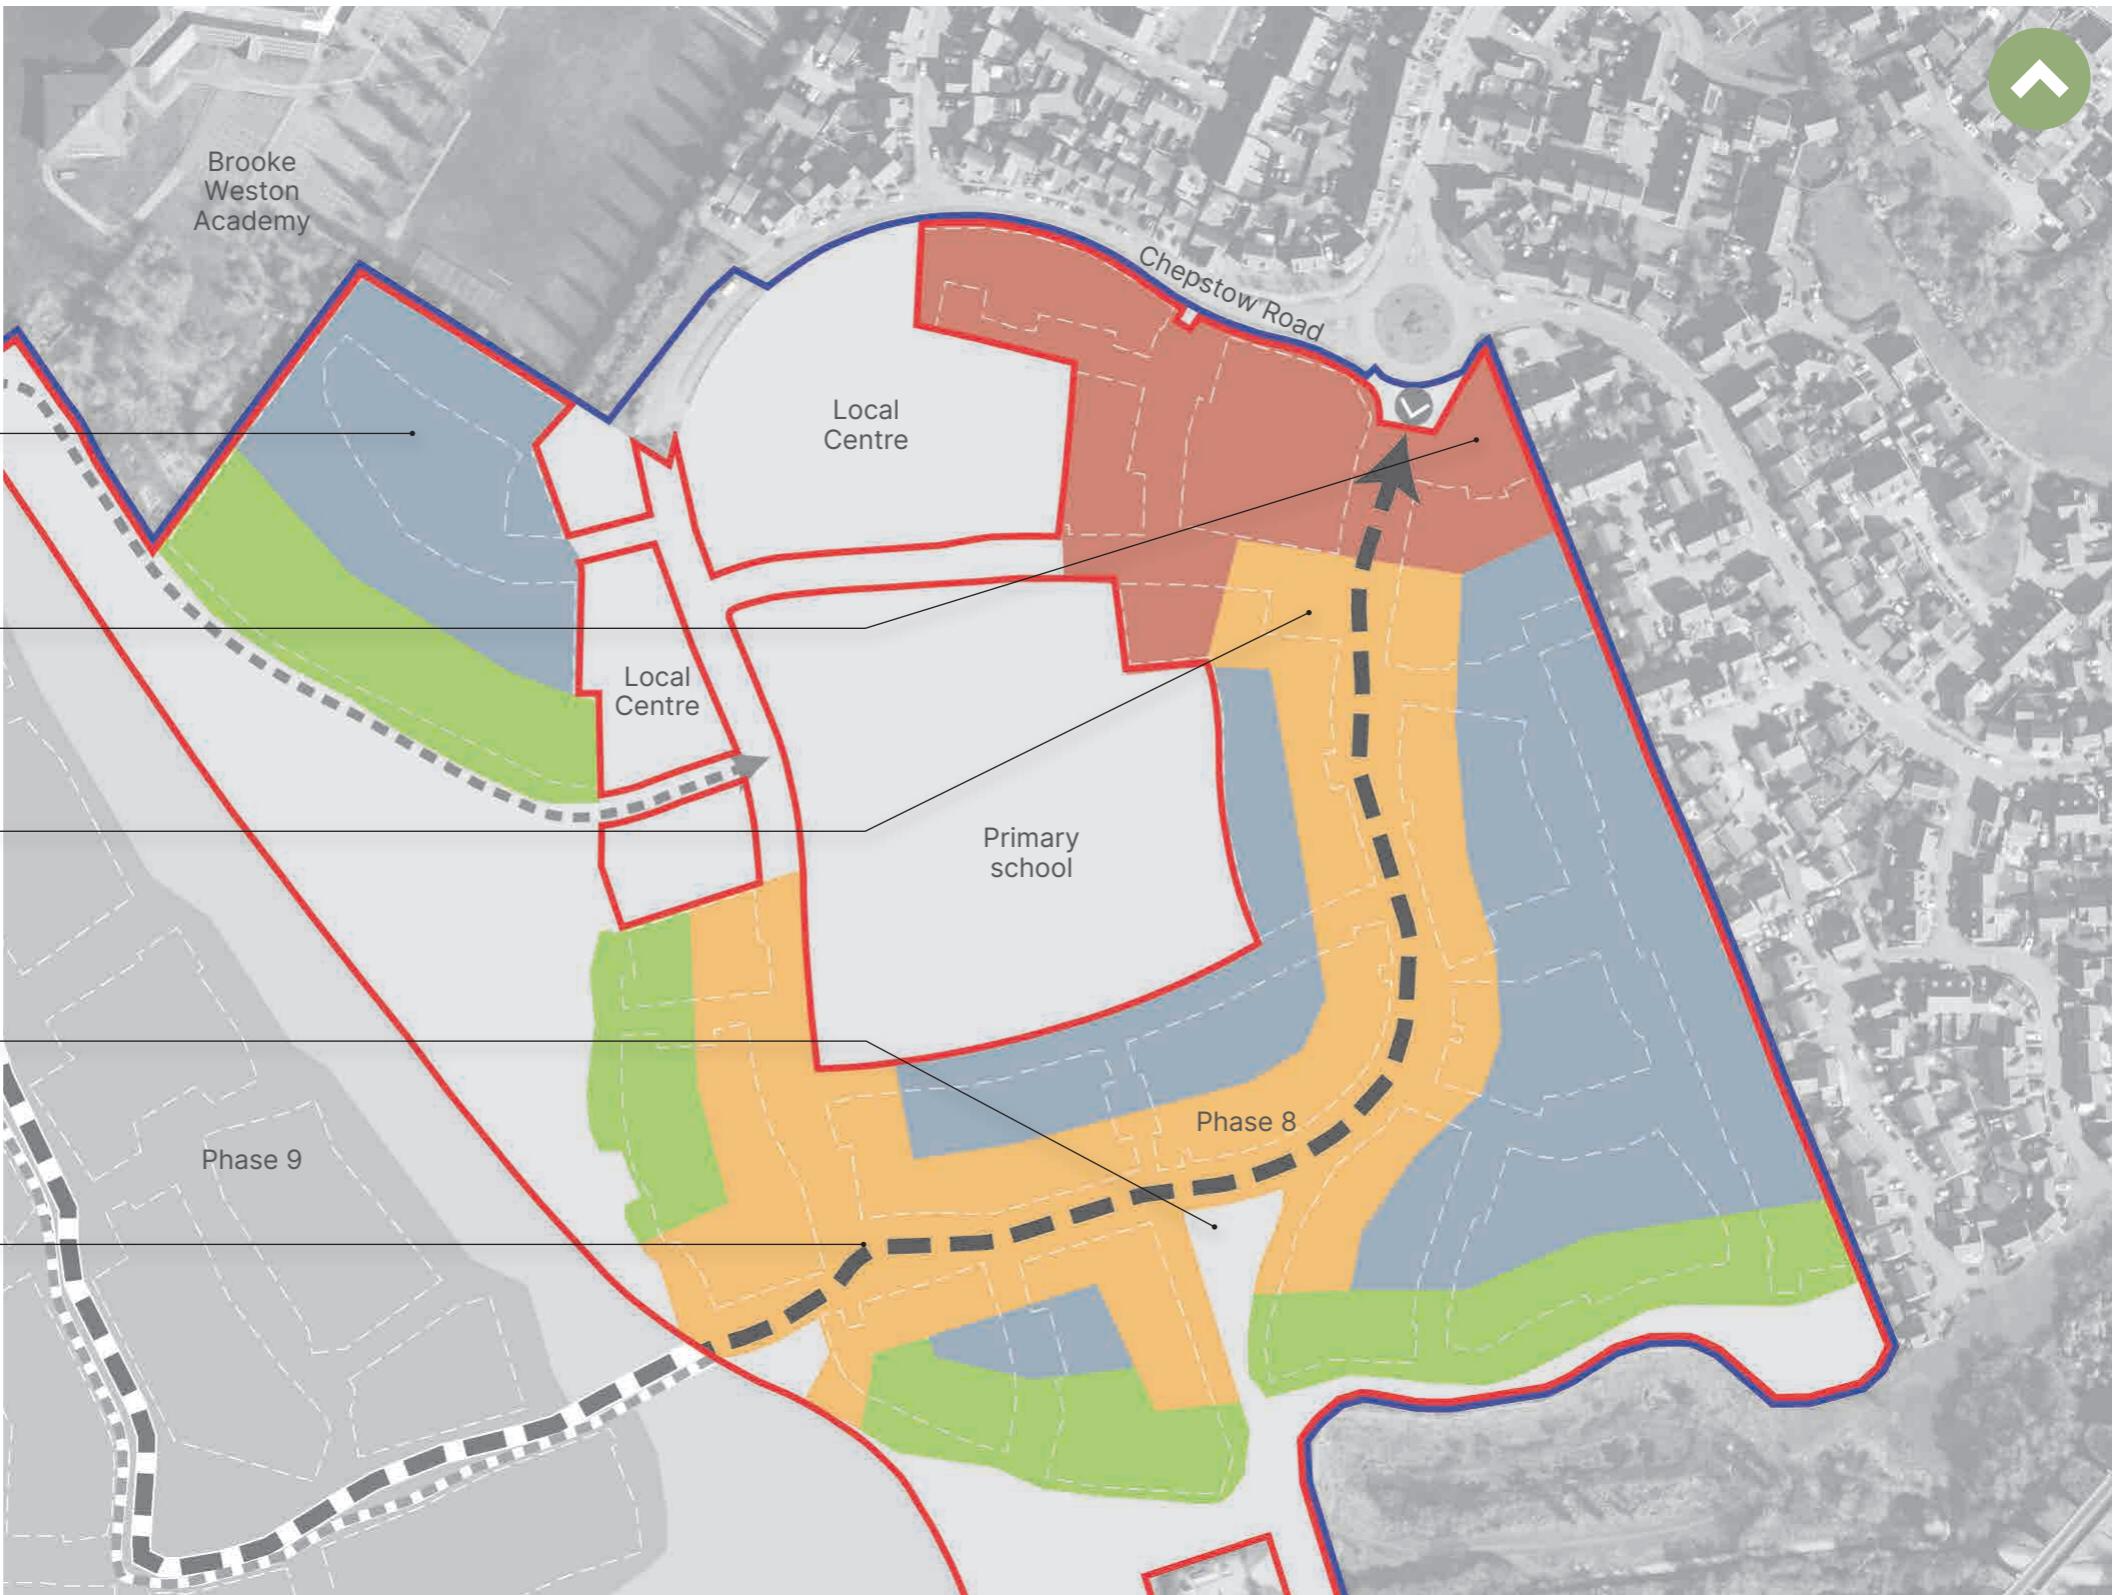 Brooke
Weston
Academy
Chepstow Road
Local
Centre
Local
Centre
Primary
school
Phase 8
Phase 9